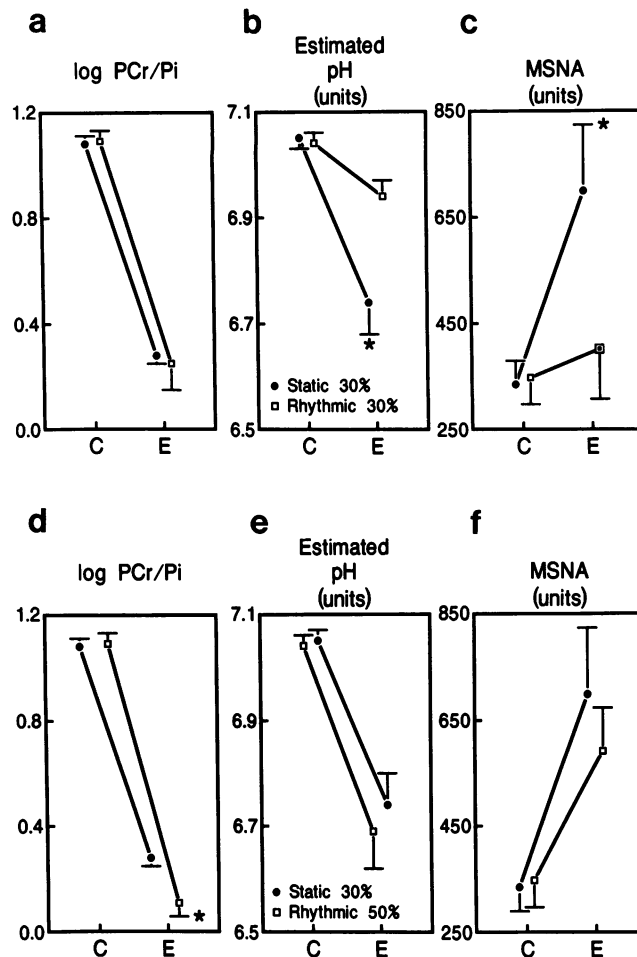 a
log PCr/Pi
1.2
0.8
0.4
0.0
C E
b
Estimated
pH
(units)
7.1
6.9
6.7
6.5
*
Static 30%
Rhythmic 30%
C E
c
MSNA
(units)
850
650
450
250
*
C E
d
log PCr/Pi
1.2
0.8
0.4
0.0
*
C E
e
Estimated
pH
(units)
7.1
6.9
6.7
6.5
Static 30%
Rhythmic 50%
C E
f
MSNA
(units)
850
650
450
250
C E